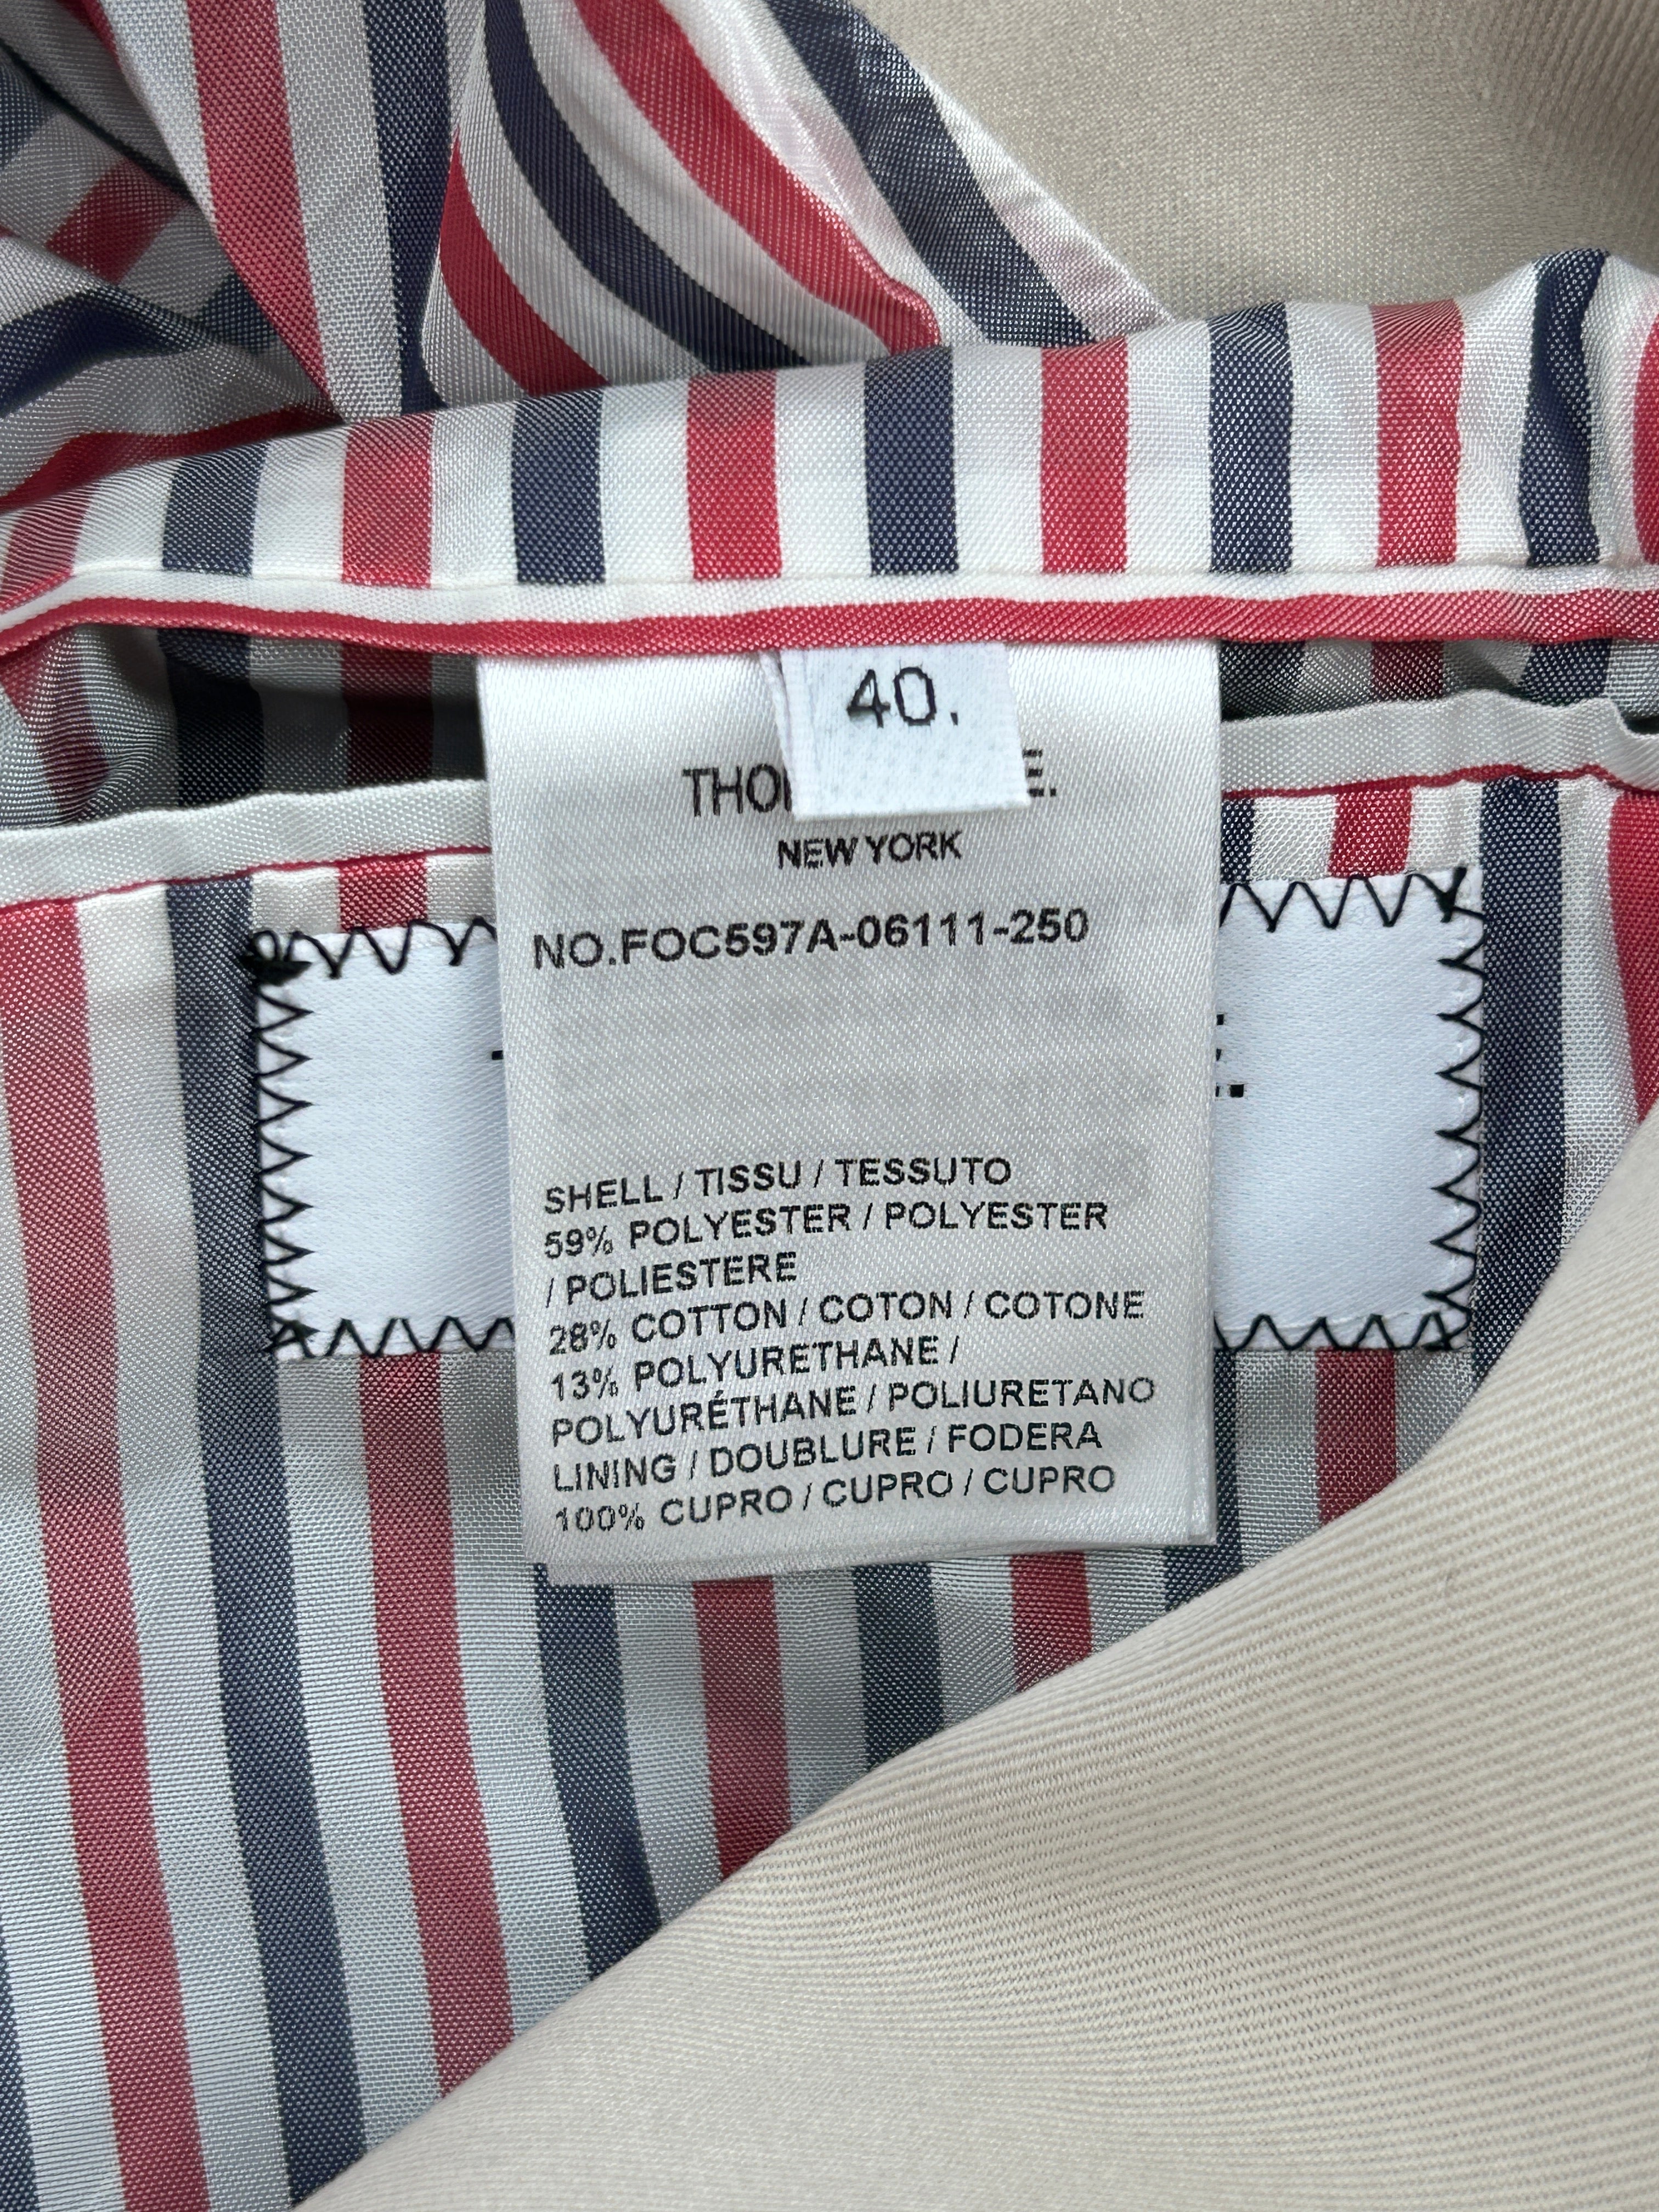 40.
NEW YORK
NO.FOC597A-06111-250
SHELL / TISSU / TESSUTO
59% POLYESTER / POLYESTER
/ POLIESTERE
28% COTTON / COTON / COTONE
13% POLYURETHANE /
POLYURÉTHANE / POLIURETANO
LINING / DOUBLURE / FODERA
100% CUPRO / CUPRO / CUPRO